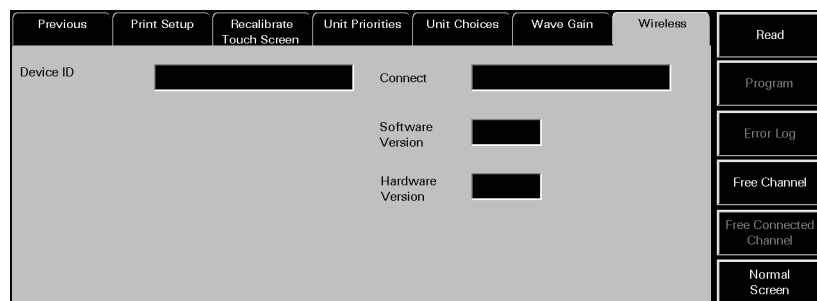 Previous
Print Setup
Recalibrate
Touch Screen
Unit Priorities
Unit Choices
Wave Gain
Wireless
Read
Device ID
Connect
Program
Software
Version
Error Log
Hardware
Version
Free Channel
Free Connected
Channel
Normal
Screen